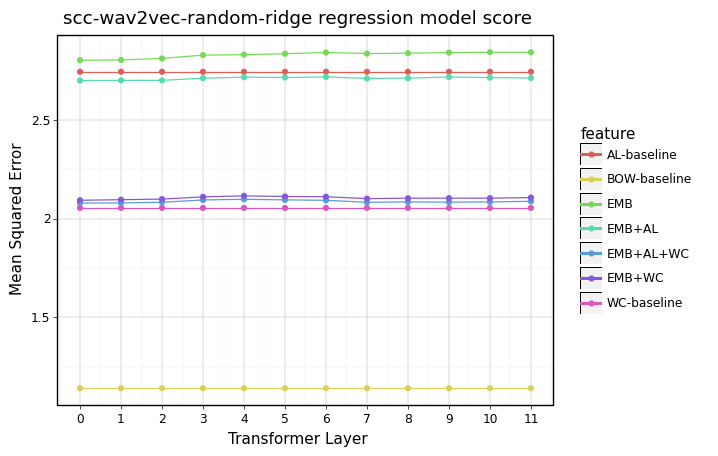 scc-wav2vec-random-ridge regression model score
Mean Squared Error
2.5
2
1.5
0 1 2 3 4 5 6 7 8 9 10 11
Transformer Layer
feature
AL-baseline
BOW-baseline
EMB
EMB+AL
EMB+AL+WC
EMB+WC
WC-baseline